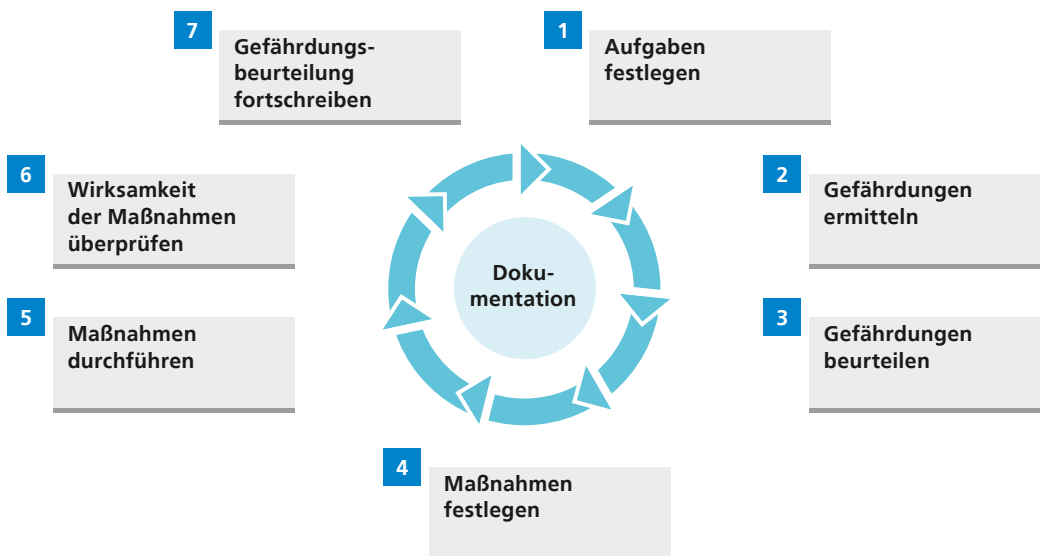 1
Aufgaben
festlegen
2
Gefährdungen
ermitteln
3
Gefährdungen
beurteilen
4
Maßnahmen
festlegen
5
Maßnahmen
durchführen
6
Wirksamkeit
der Maßnahmen
überprüfen
7
Gefährdungs-
beurteilung
fortschreiben
Doku-
mentation